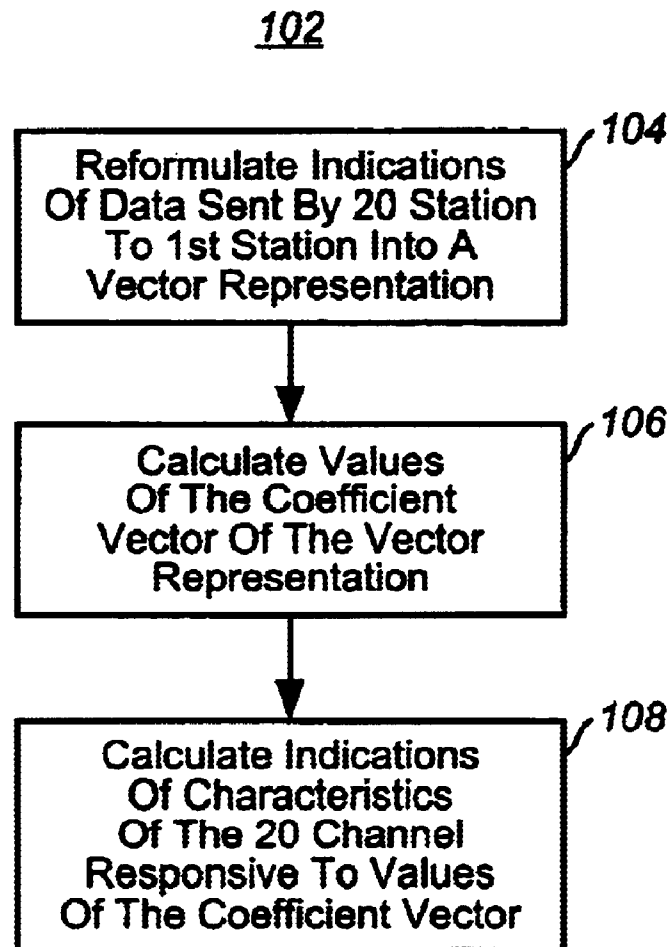 102
104
Reformulate Indications
Of Data Sent By 20 Station
To 1st Station Into A
Vector Representation
106
Calculate Values
Of The Coefficient
Vector Of The Vector
Representation
108
Calculate Indications
Of Characteristics
Of The 20 Channel
Responsive To Values
Of The Coefficient Vector